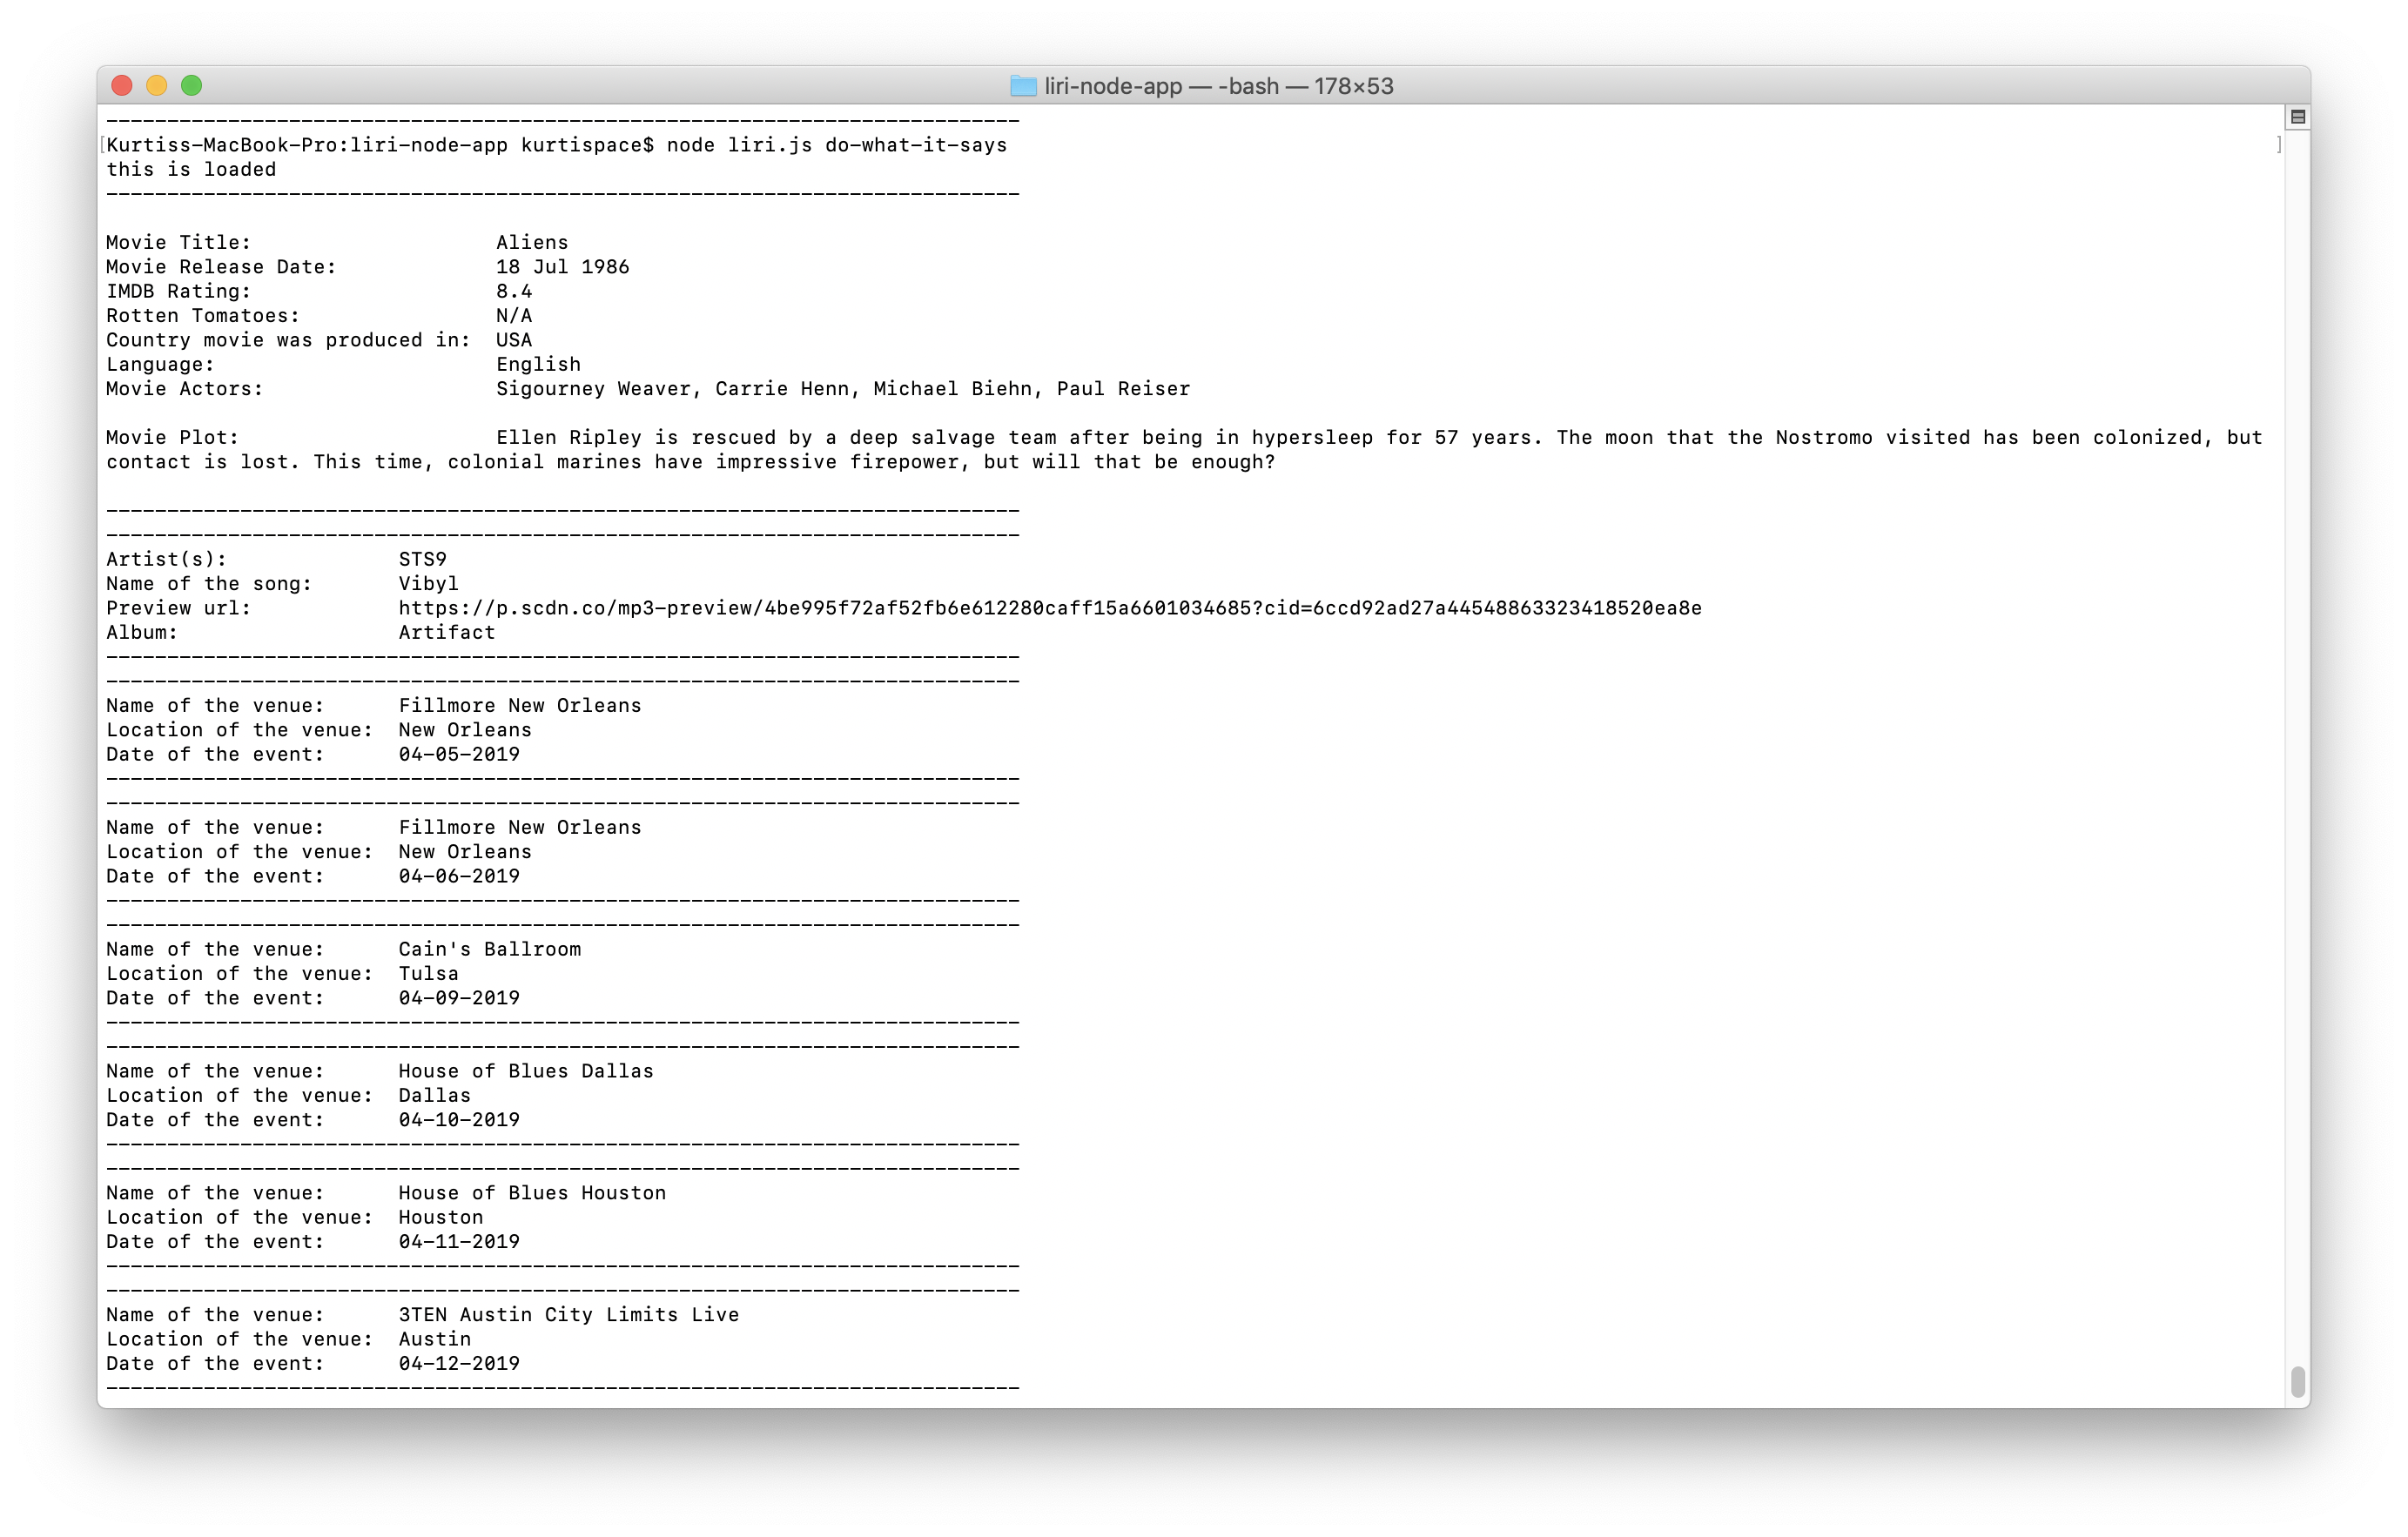 liri-node-app — -bash — 178×53
---------------------------------------------------------------------------
[Kurtiss-MacBook-Pro:liri-node-app kurtispace$ node liri.js do-what-it-says ]
this is loaded
---------------------------------------------------------------------------
Movie Title: Aliens
Movie Release Date: 18 Jul 1986
IMDB Rating: 8.4
Rotten Tomatoes: N/A
Country movie was produced in: USA
Language: English
Movie Actors: Sigourney Weaver, Carrie Henn, Michael Biehn, Paul Reiser
Movie Plot: Ellen Ripley is rescued by a deep salvage team after being in hypersleep for 57 years. The moon that the Nostromo visited has been colonized, but
contact is lost. This time, colonial marines have impressive firepower, but will that be enough?
---------------------------------------------------------------------------
---------------------------------------------------------------------------
Artist(s): STS9
Name of the song: Vibyl
Preview url: https://p.scdn.co/mp3-preview/4be995f72af52fb6e612280caff15a6601034685?cid=6ccd92ad27a44548863323418520ea8e
Album: Artifact
---------------------------------------------------------------------------
---------------------------------------------------------------------------
Name of the venue: Fillmore New Orleans
Location of the venue: New Orleans
Date of the event: 04-05-2019
---------------------------------------------------------------------------
---------------------------------------------------------------------------
Name of the venue: Fillmore New Orleans
Location of the venue: New Orleans
Date of the event: 04-06-2019
---------------------------------------------------------------------------
---------------------------------------------------------------------------
Name of the venue: Cain's Ballroom
Location of the venue: Tulsa
Date of the event: 04-09-2019
---------------------------------------------------------------------------
---------------------------------------------------------------------------
Name of the venue: House of Blues Dallas
Location of the venue: Dallas
Date of the event: 04-10-2019
---------------------------------------------------------------------------
---------------------------------------------------------------------------
Name of the venue: House of Blues Houston
Location of the venue: Houston
Date of the event: 04-11-2019
---------------------------------------------------------------------------
---------------------------------------------------------------------------
Name of the venue: 3TEN Austin City Limits Live
Location of the venue: Austin
Date of the event: 04-12-2019
---------------------------------------------------------------------------